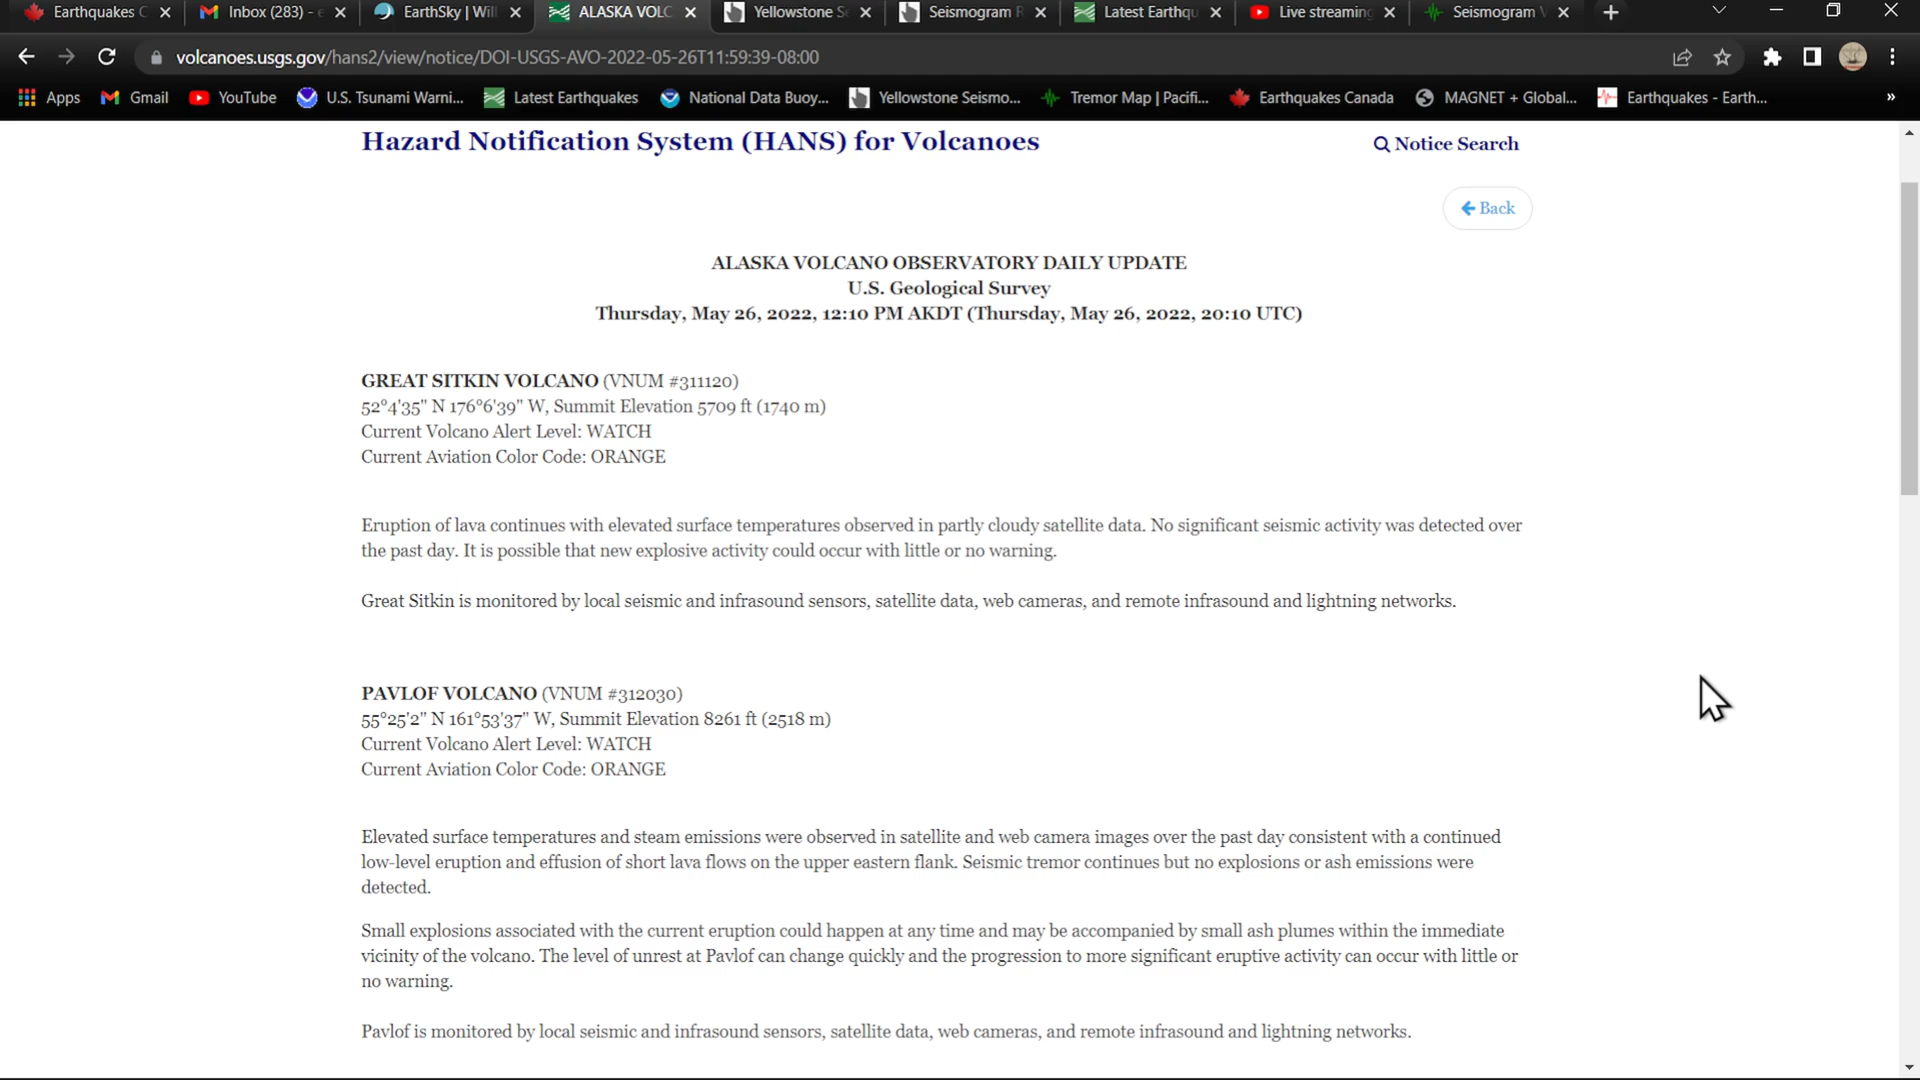 Earthquakes C
Inbox (283) - e
EarthSky | Will
ALASKA VOLC
Yellowstone Se
Seismogram R
Latest Earthqu
Live streaming
Seismogram V
volcanoes.usgs.gov/hans2/view/notice/DOI-USGS-AVO-2022-05-26T11:59:39-08:00
Apps
Gmail
YouTube
U.S. Tsunami Warni...
Latest Earthquakes
National Data Buoy...
Yellowstone Seismo...
Tremor Map | Pacifi...
Earthquakes Canada
MAGNET + Global...
Earthquakes - Earth...
»
Hazard Notification System (HANS) for Volcanoes
Notice Search
Back
ALASKA VOLCANO OBSERVATORY DAILY UPDATE
U.S. Geological Survey
Thursday, May 26, 2022, 12:10 PM AKDT (Thursday, May 26, 2022, 20:10 UTC)
GREAT SITKIN VOLCANO (VNUM #311120)
52°4'35" N 176°6'39" W, Summit Elevation 5709 ft (1740 m)
Current Volcano Alert Level: WATCH
Current Aviation Color Code: ORANGE
Eruption of lava continues with elevated surface temperatures observed in partly cloudy satellite data. No significant seismic activity was detected over
the past day. It is possible that new explosive activity could occur with little or no warning.
Great Sitkin is monitored by local seismic and infrasound sensors, satellite data, web cameras, and remote infrasound and lightning networks.
PAVLOF VOLCANO (VNUM #312030)
55°25'2" N 161°53'37" W, Summit Elevation 8261 ft (2518 m)
Current Volcano Alert Level: WATCH
Current Aviation Color Code: ORANGE
Elevated surface temperatures and steam emissions were observed in satellite and web camera images over the past day consistent with a continued
low-level eruption and effusion of short lava flows on the upper eastern flank. Seismic tremor continues but no explosions or ash emissions were
detected.
Small explosions associated with the current eruption could happen at any time and may be accompanied by small ash plumes within the immediate
vicinity of the volcano. The level of unrest at Pavlof can change quickly and the progression to more significant eruptive activity can occur with little or
no warning.
Pavlof is monitored by local seismic and infrasound sensors, satellite data, web cameras, and remote infrasound and lightning networks.